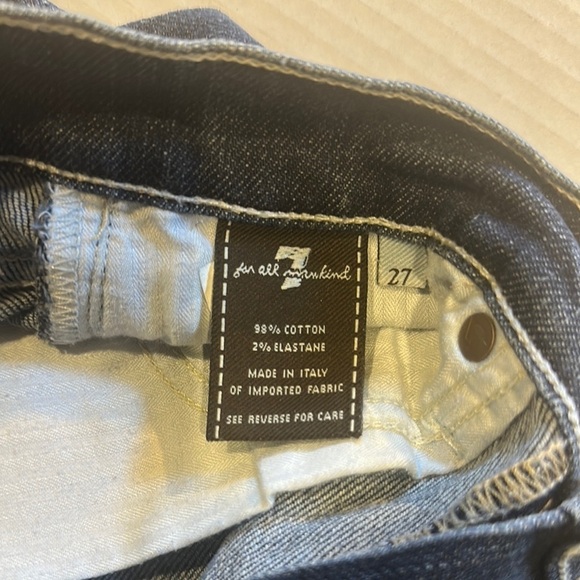 7
for all mankind
27
98% COTTON
2% ELASTANE
MADE IN ITALY
OF IMPORTED FABRIC
SEE REVERSE FOR CARE